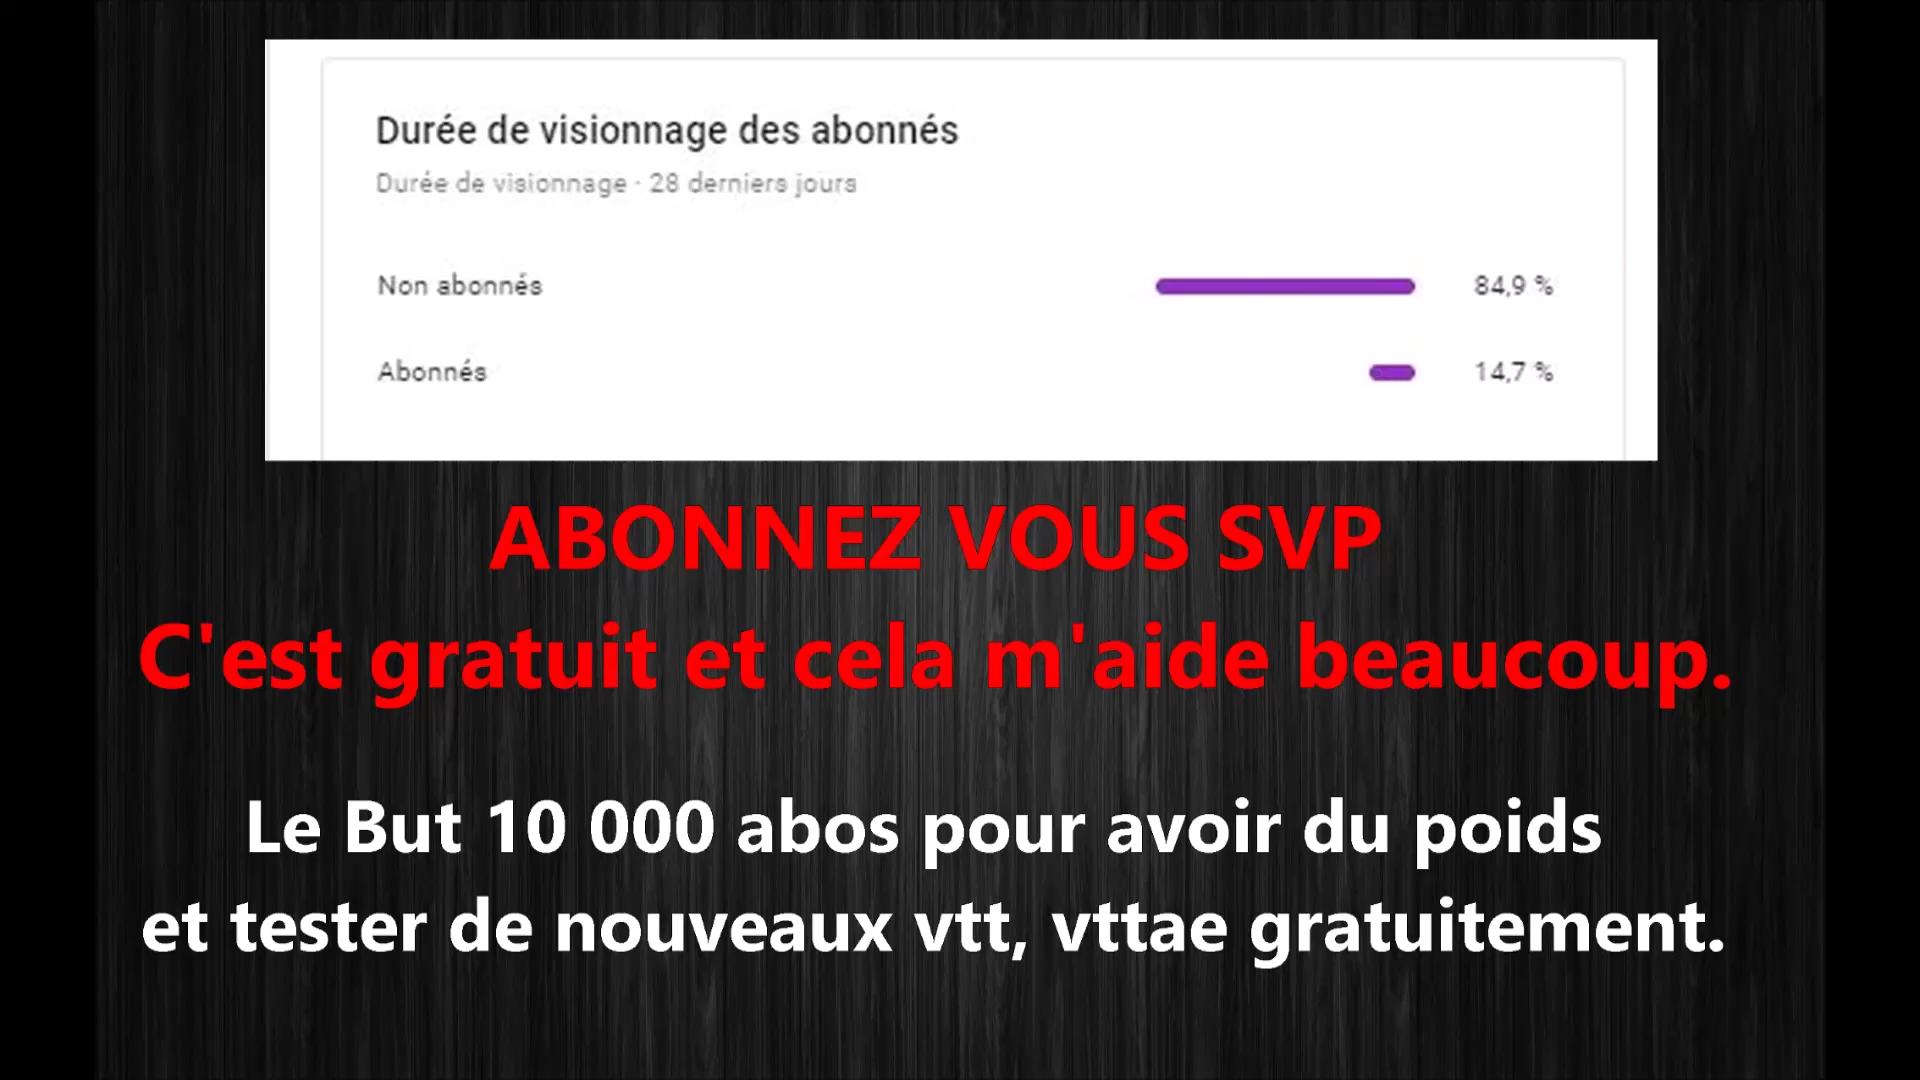 Durée de visionnage des abonnés
Durée de visionnage · 28 derniers jours
Non abonnés 84,9 %
Abonnés 14,7 %
ABONNEZ VOUS SVP
C'est gratuit et cela m'aide beaucoup.
Le But 10 000 abos pour avoir du poids
et tester de nouveaux vtt, vttae gratuitement.